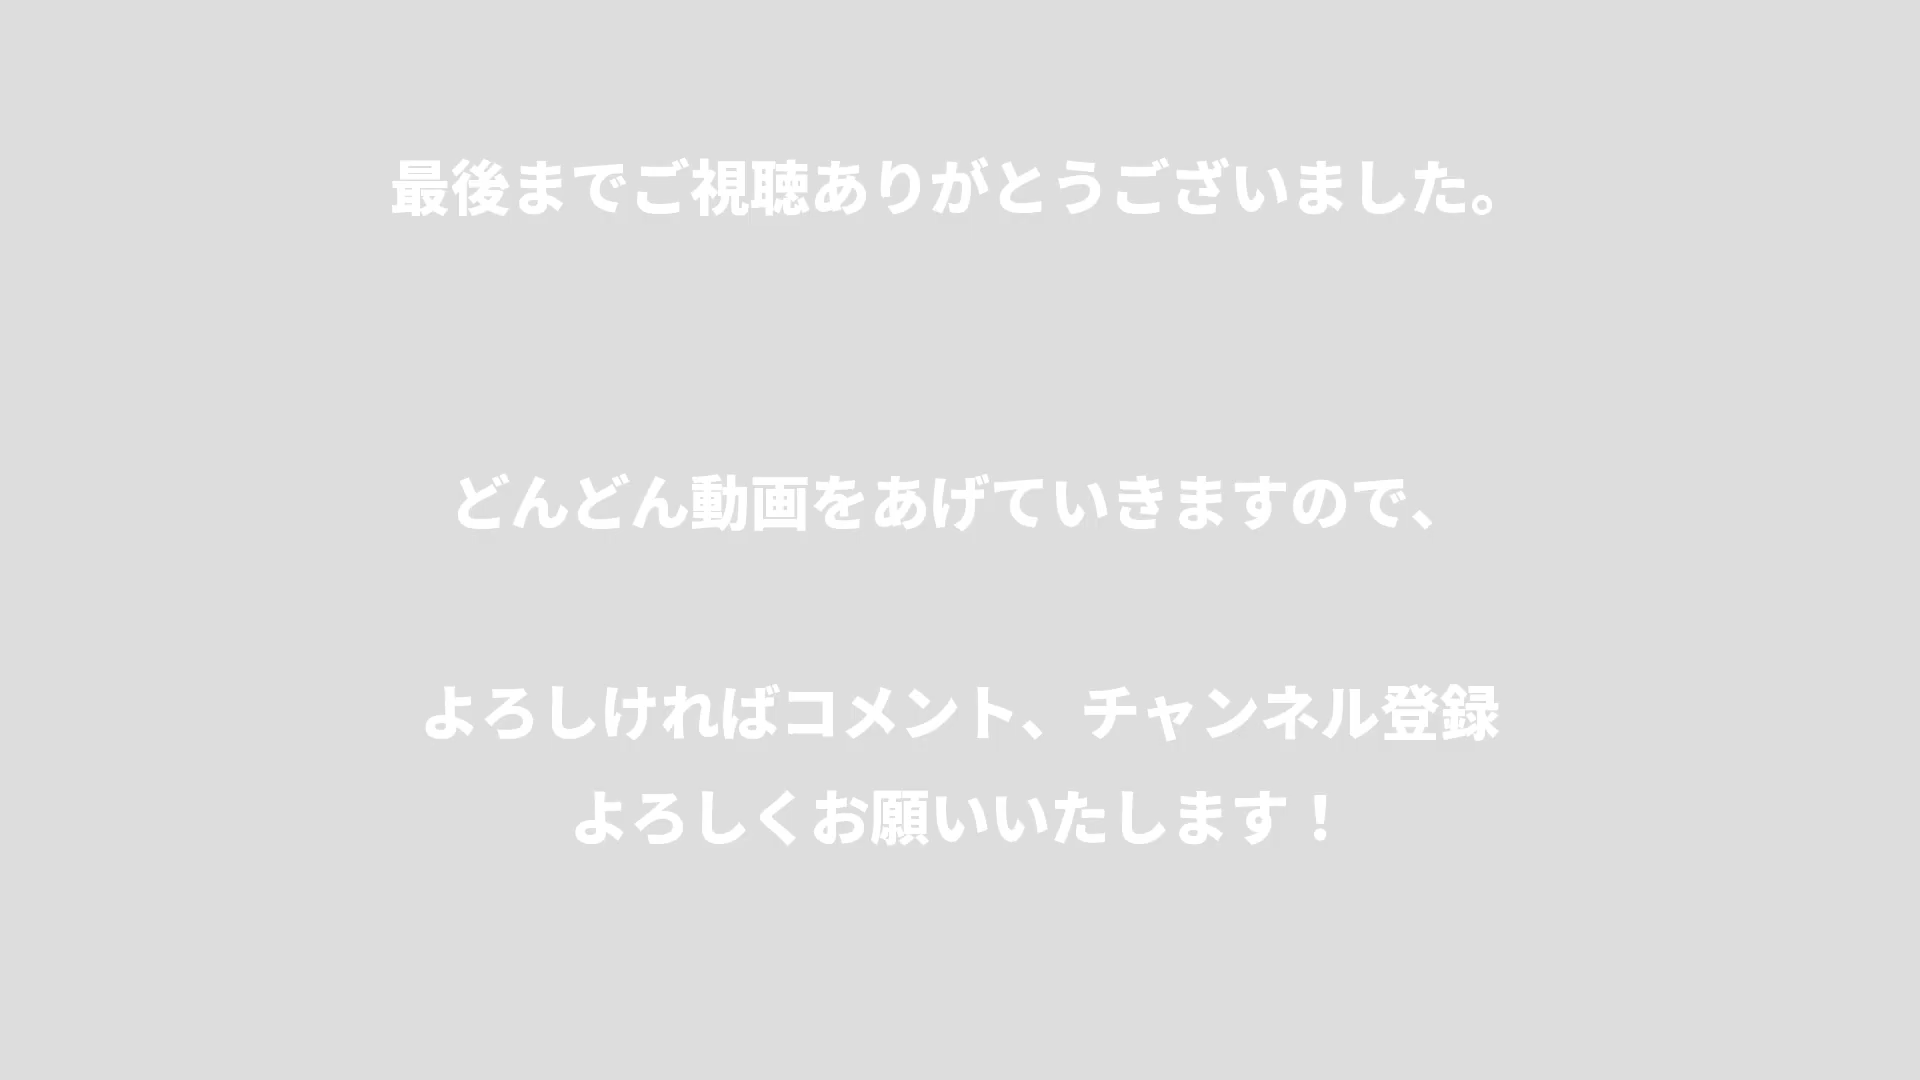 最後までご視聴ありがとうございました。
どんどん動画をあげていきますので、
よろしければコメント、チャンネル登録
よろしくお願いいたします！